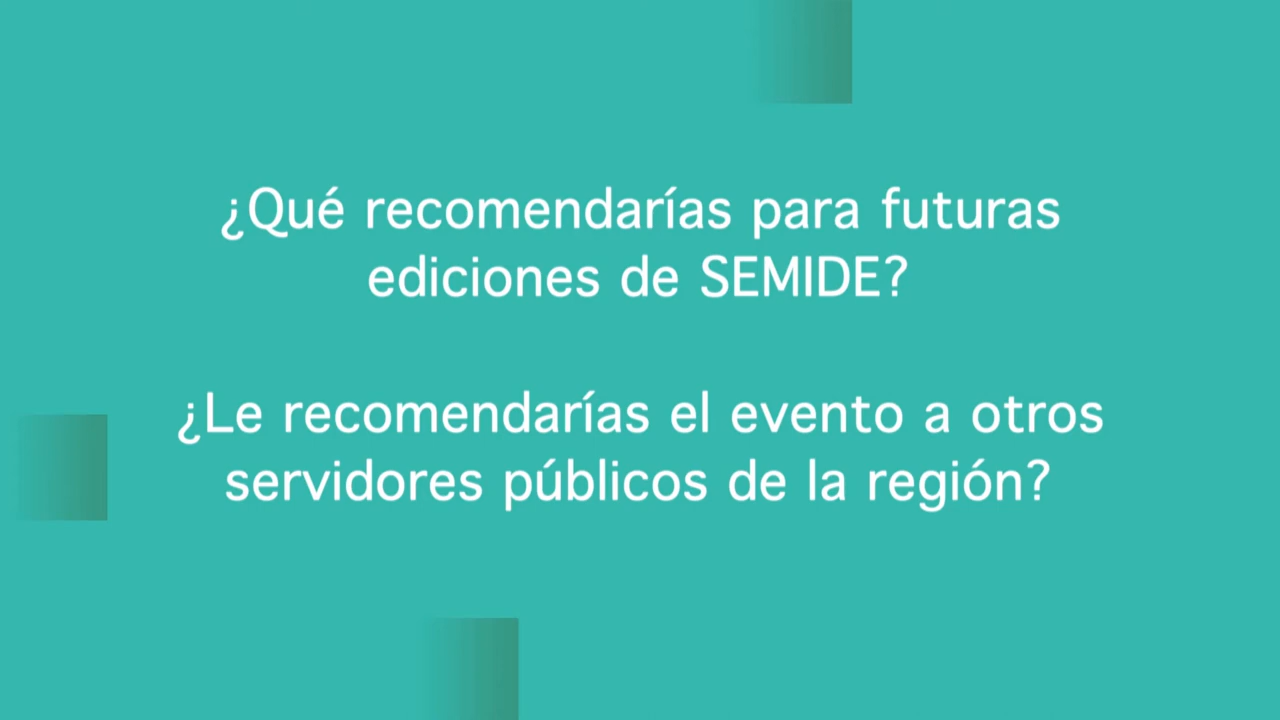 ¿Qué recomendarías para futuras
ediciones de SEMIDE?
¿Le recomendarías el evento a otros
servidores públicos de la región?